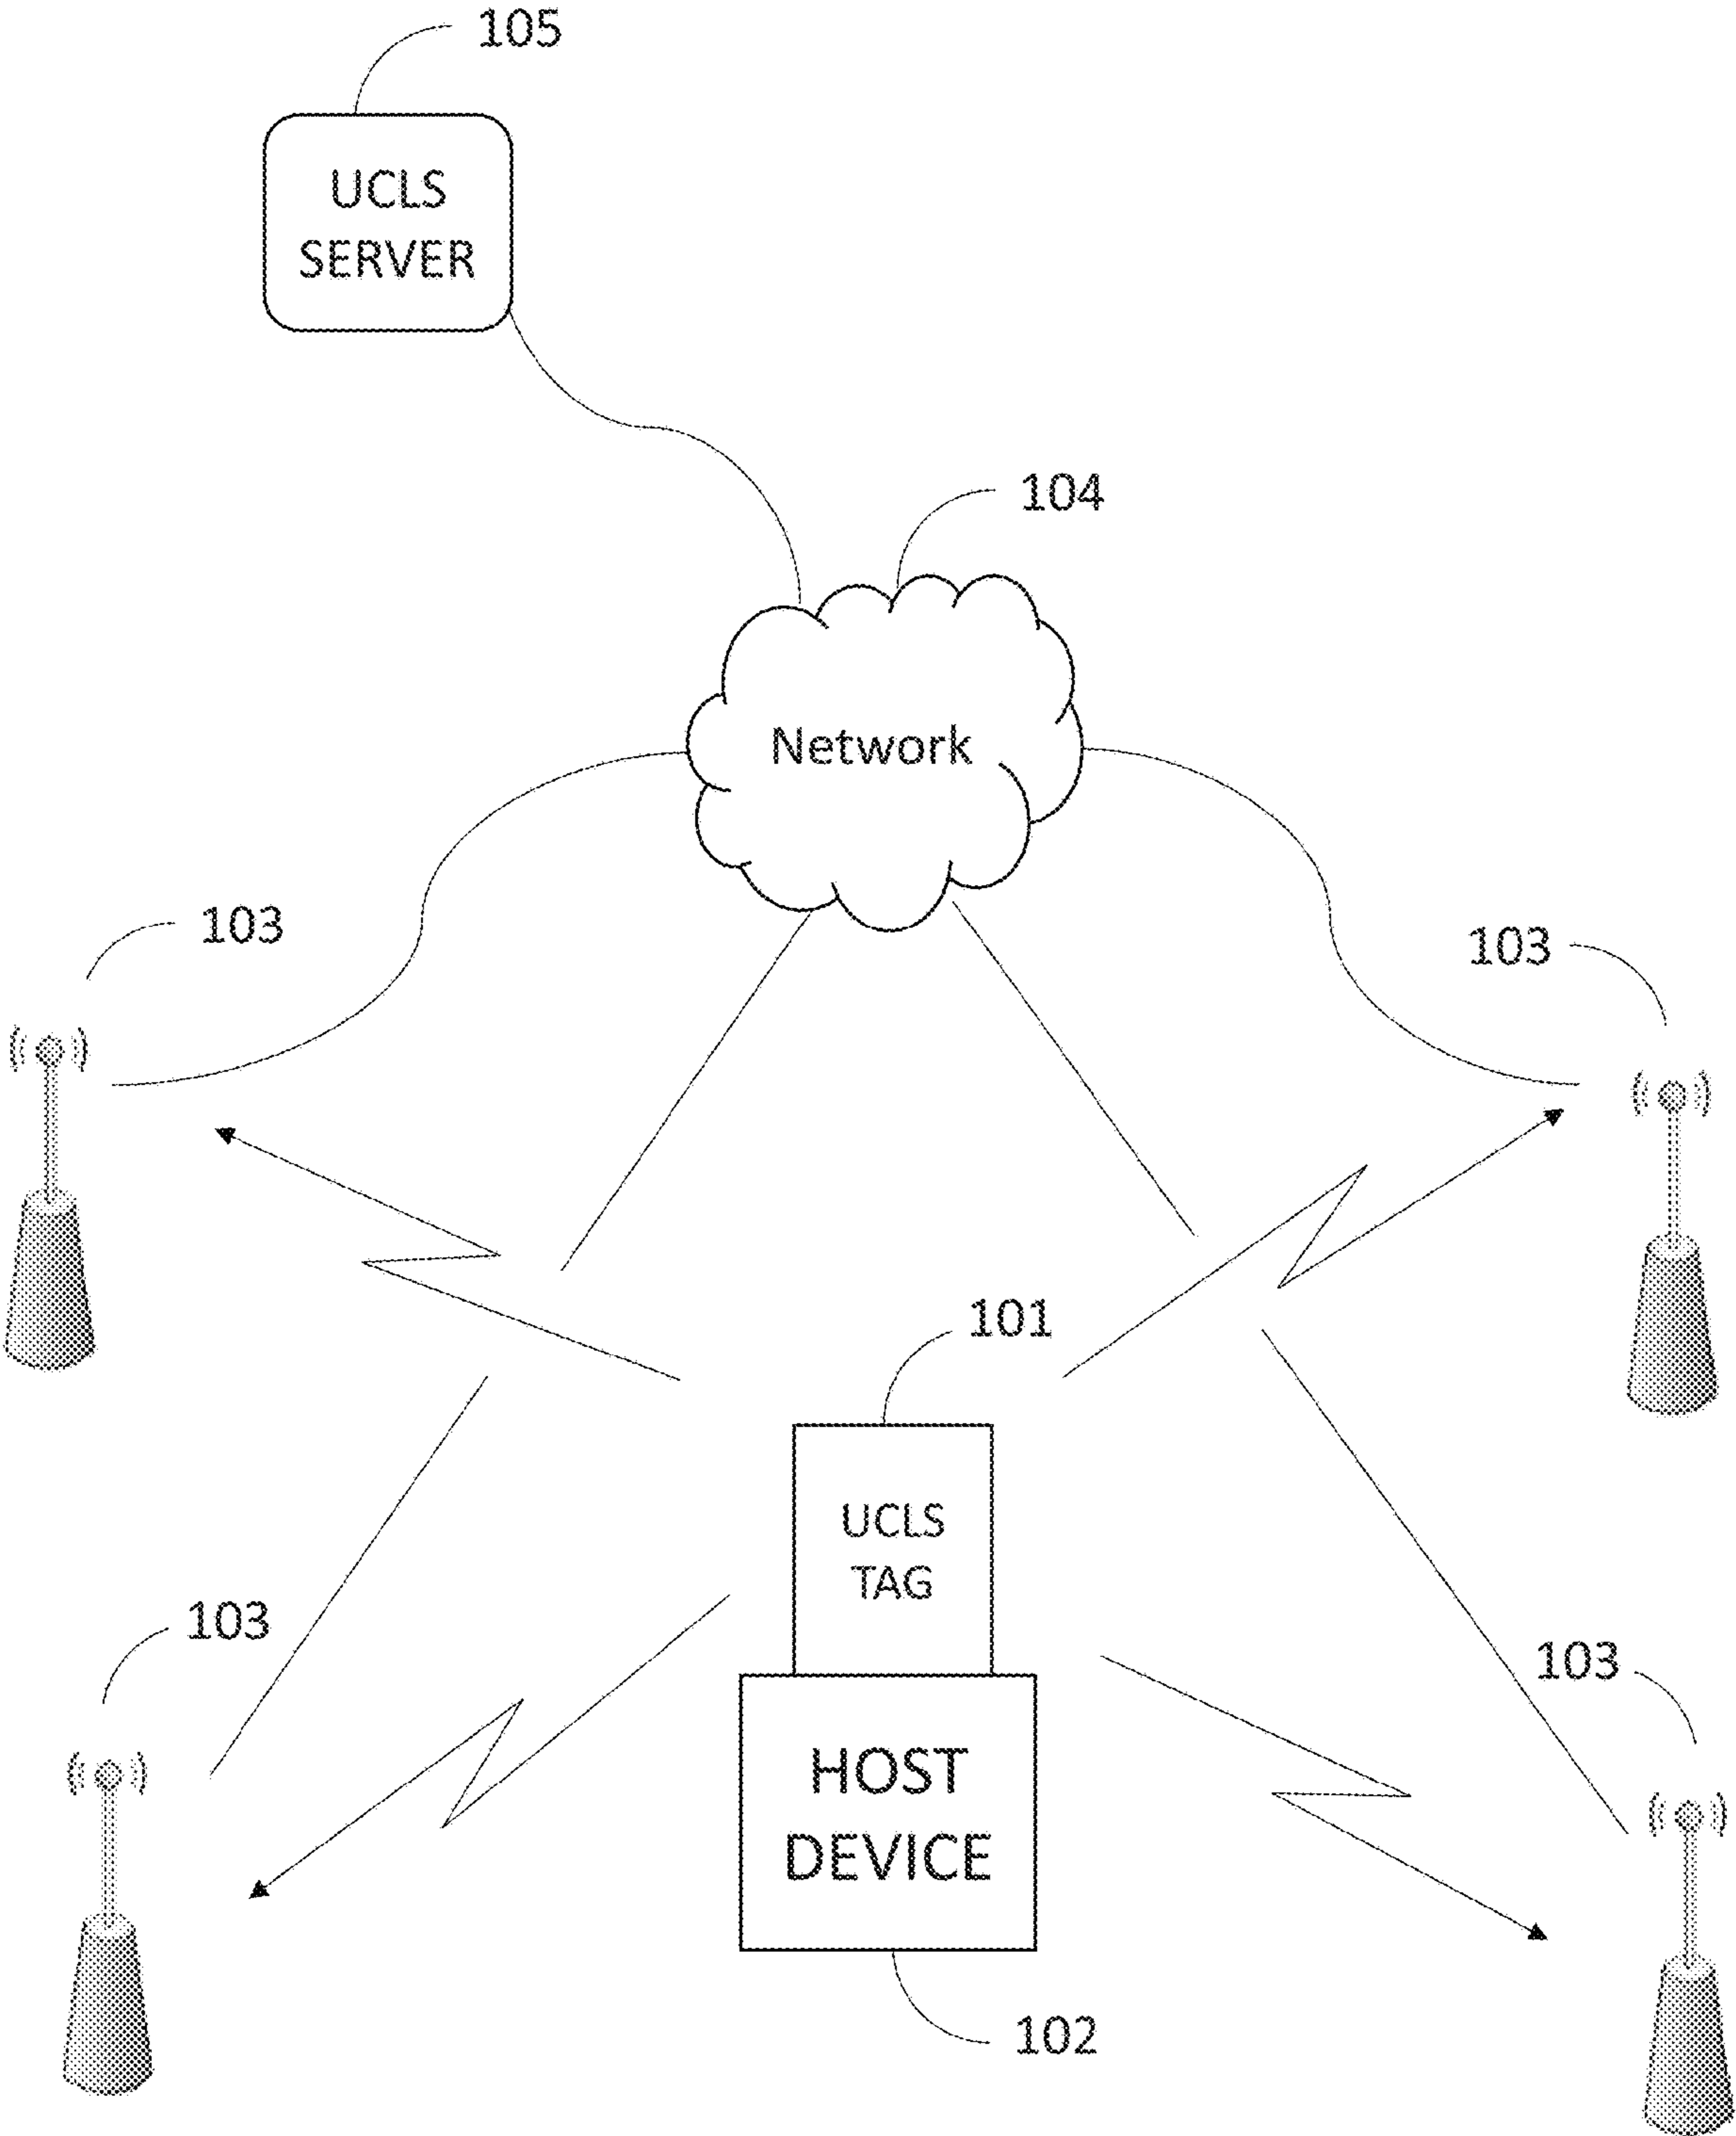 105
UCLS
SERVER
104
Network
103
103
101
UCLS
TAG
103
103
HOST
DEVICE
102